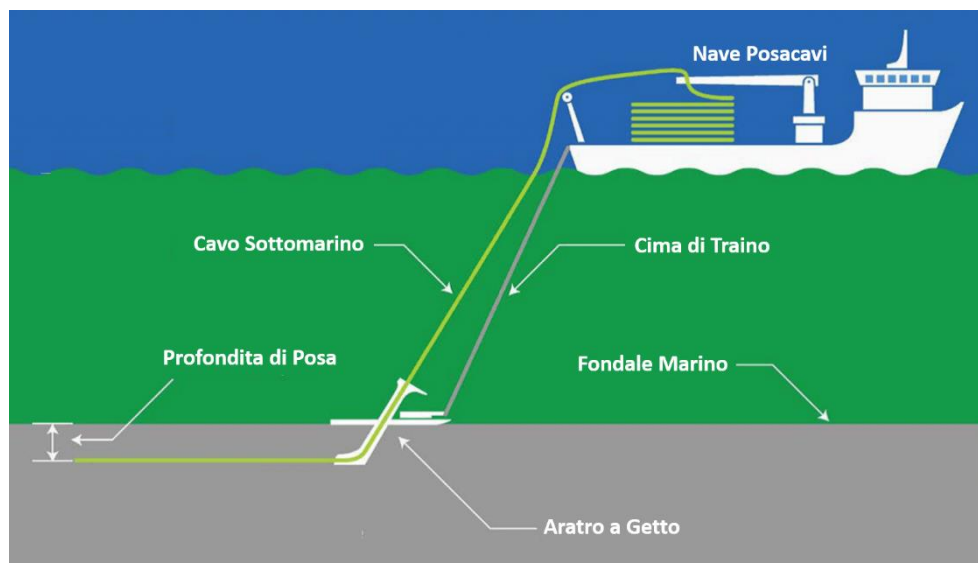 Nave Posacavi
Cavo Sottomarino
Cima di Traino
Profondita di Posa
Fondale Marino
Aratro a Getto